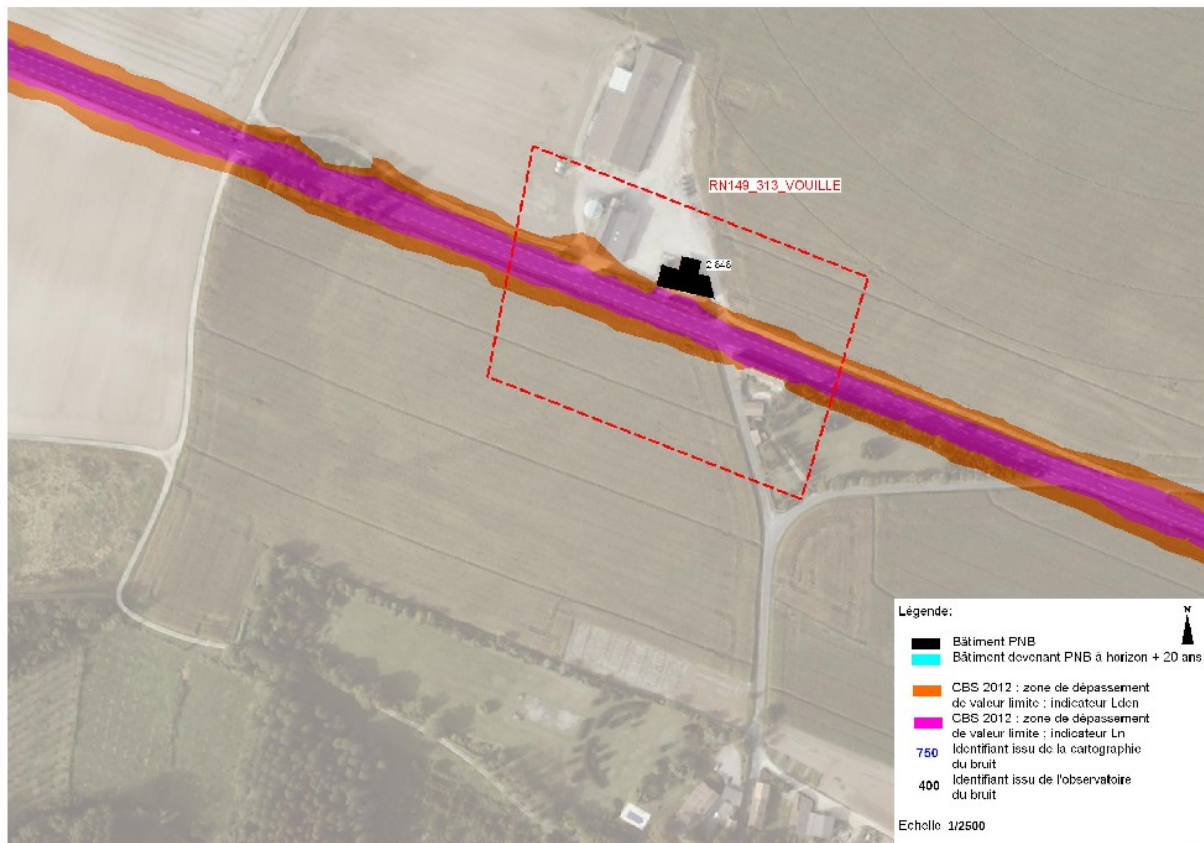 RN149_313_VOUILLE
2 848
Légende:
N
Bâtiment PNB
Bâtiment devenant PNB à horizon + 20 ans
CBS 2012 : zone de dépassement
de valeur limite ; indicateur Lden
CBS 2012 : zone de dépassement
de valeur limite ; indicateur Ln
750 Identifiant issu de la cartographie
du bruit
400 Identifiant issu de l'observatoire
du bruit
Echelle 1/2500